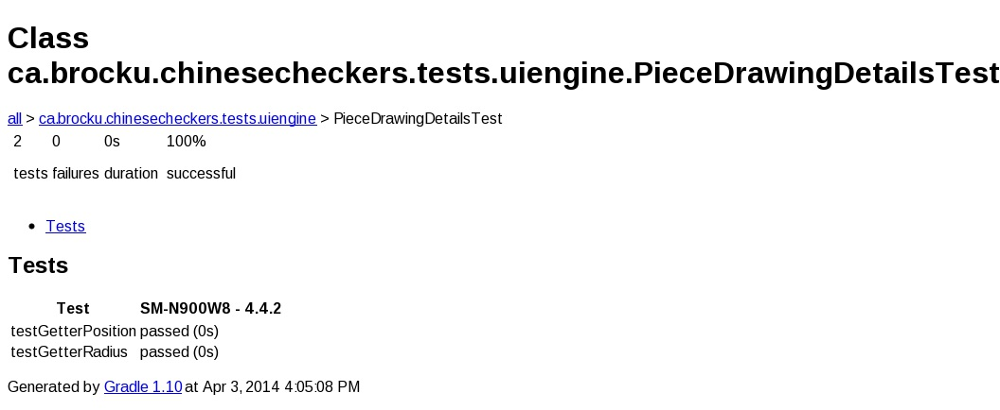 Class
ca.brocku.chinesecheckers.tests.uiengine.PieceDrawingDetailsTest
all > ca.brocku.chinesecheckers.tests.uiengine > PieceDrawingDetailsTest
2 0 0s 100%
tests failures duration successful
• Tests
Tests
Test SM-N900W8 - 4.4.2
testGetterPosition passed (0s)
testGetterRadius passed (0s)
Generated by Gradle 1.10 at Apr 3, 2014 4:05:08 PM